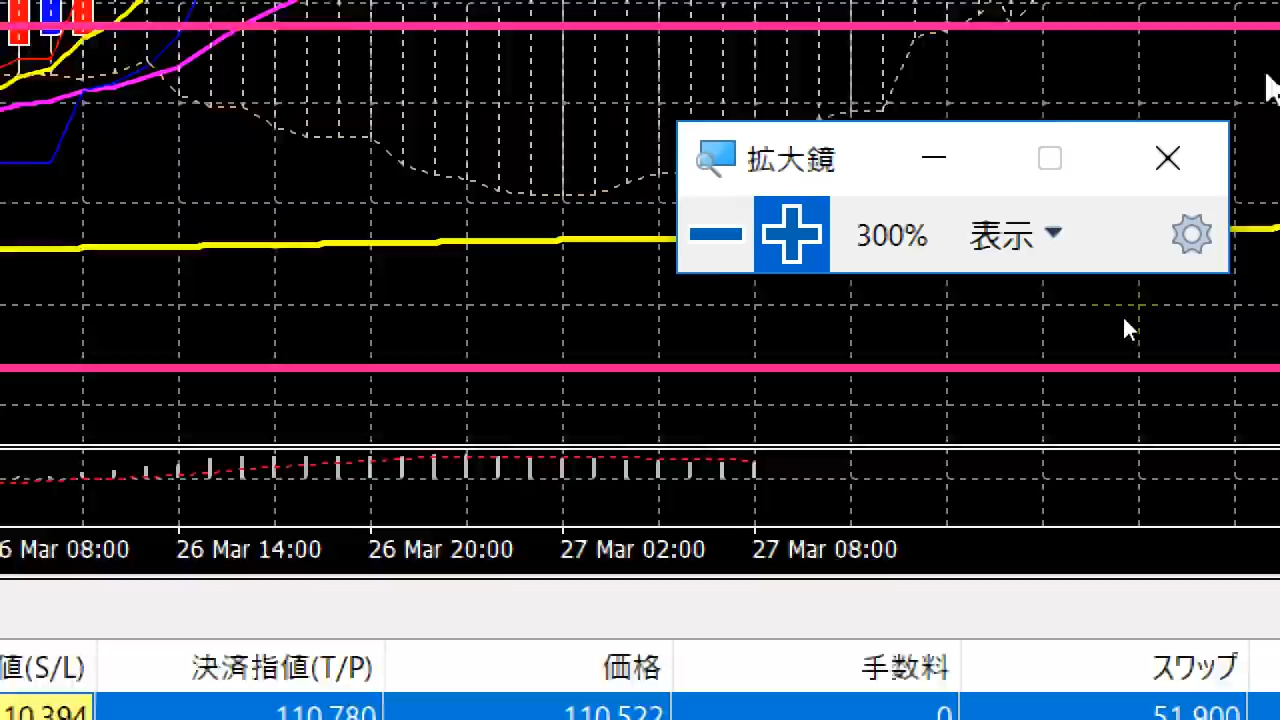 拡大鏡
300% 表示
6 Mar 08:00 26 Mar 14:00 26 Mar 20:00 27 Mar 02:00 27 Mar 08:00
値(S/L) 決済指値(T/P) 価格 手数料 スワップ
10.394 110.780 110.522 0 51,900